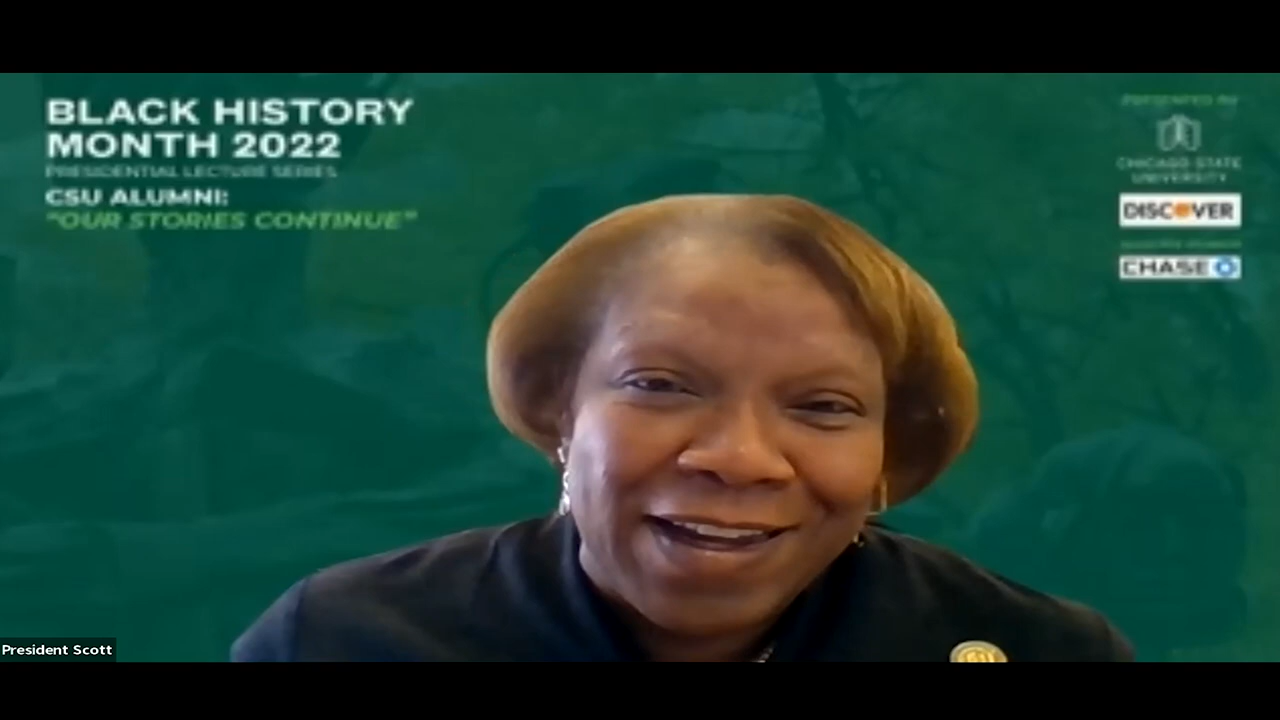 BLACK HISTORY
MONTH 2022
PRESIDENTIAL LECTURE SERIES
CSU ALUMNI:
"OUR STORIES CONTINUE"
PRESENTED BY
CHICAGO STATE
UNIVERSITY
DISCOVER
CHASE
President Scott